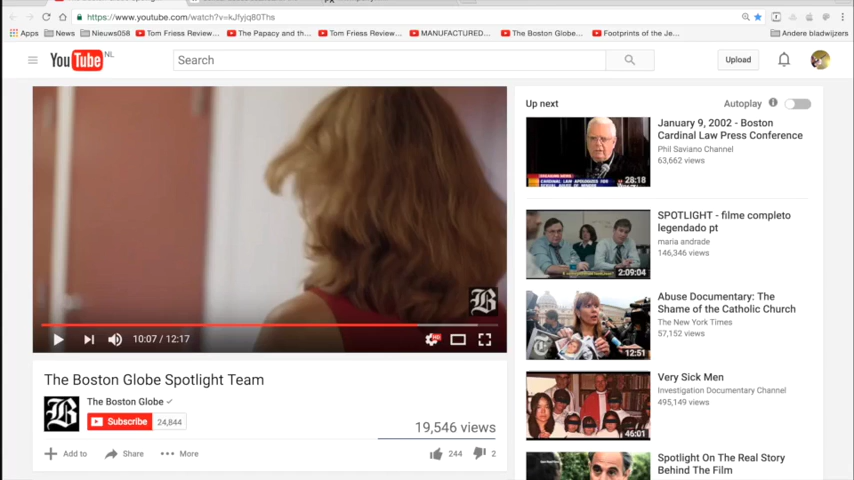 https://www.youtube.com/watch?v=kJfyjq80Ths
Apps News Nieuws058 Tom Friess Review... The Papacy and th... Tom Friess Review... MANUFACTURED... The Boston Globe... Footprints of the Je... Andere bladwijzers
YouTube NL
Search
Upload
Up next
Autoplay
January 9, 2002 - Boston
Cardinal Law Press Conference
Phil Saviano Channel
63,662 views
28:18
SPOTLIGHT - filme completo
legendado pt
maria andrade
146,346 views
2:09:04
Abuse Documentary: The
Shame of the Catholic Church
The New York Times
57,152 views
12:51
Very Sick Men
Investigation Documentary Channel
495,149 views
46:01
Spotlight On The Real Story
Behind The Film
B
10:07 / 12:17
HD
The Boston Globe Spotlight Team
B
The Boston Globe
Subscribe 24,844
19,546 views
Add to Share More
244 2